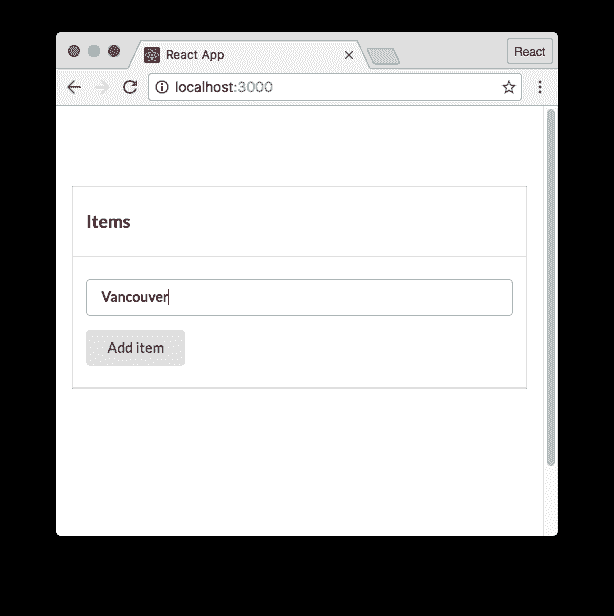 React App
React
localhost:3000
Items
Vancouver
Add item